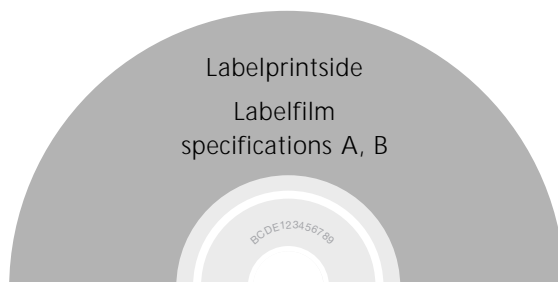 Labelprintside
Labelfilm
specifications A, B
BCDE123456789